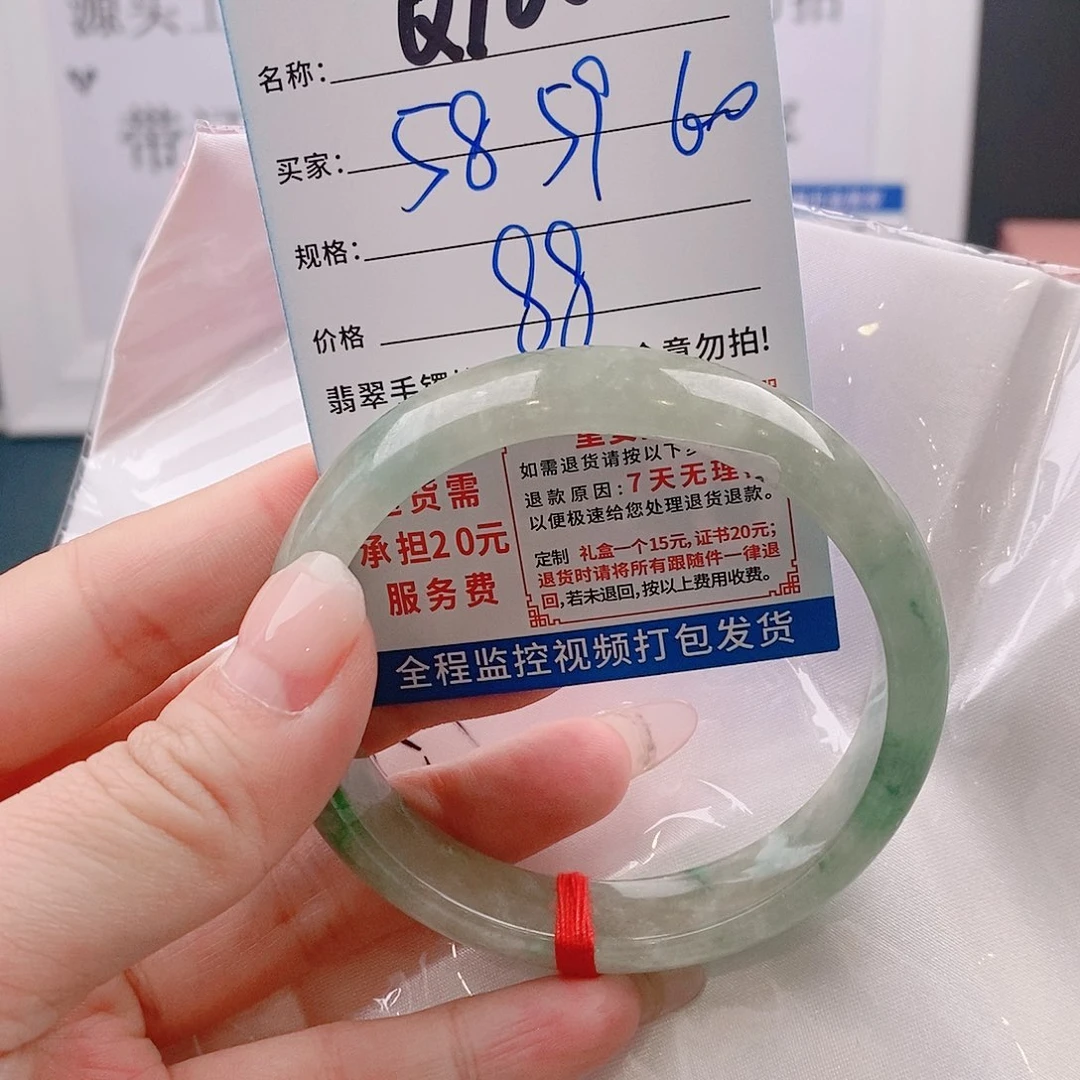 源头
带
名称:
买家: 58 59 60
规格: 88
价格
翡翠手镯 意勿拍!
如需退货请按以下
货需
退款原因:7天无理
承担20元
以便极速给您处理退货退款。
服务费
定制 礼盒一个15元,证书20元;
退货时请将所有跟随件一律退
回,若未退回,按以上费用收费。
全程监控视频打包发货